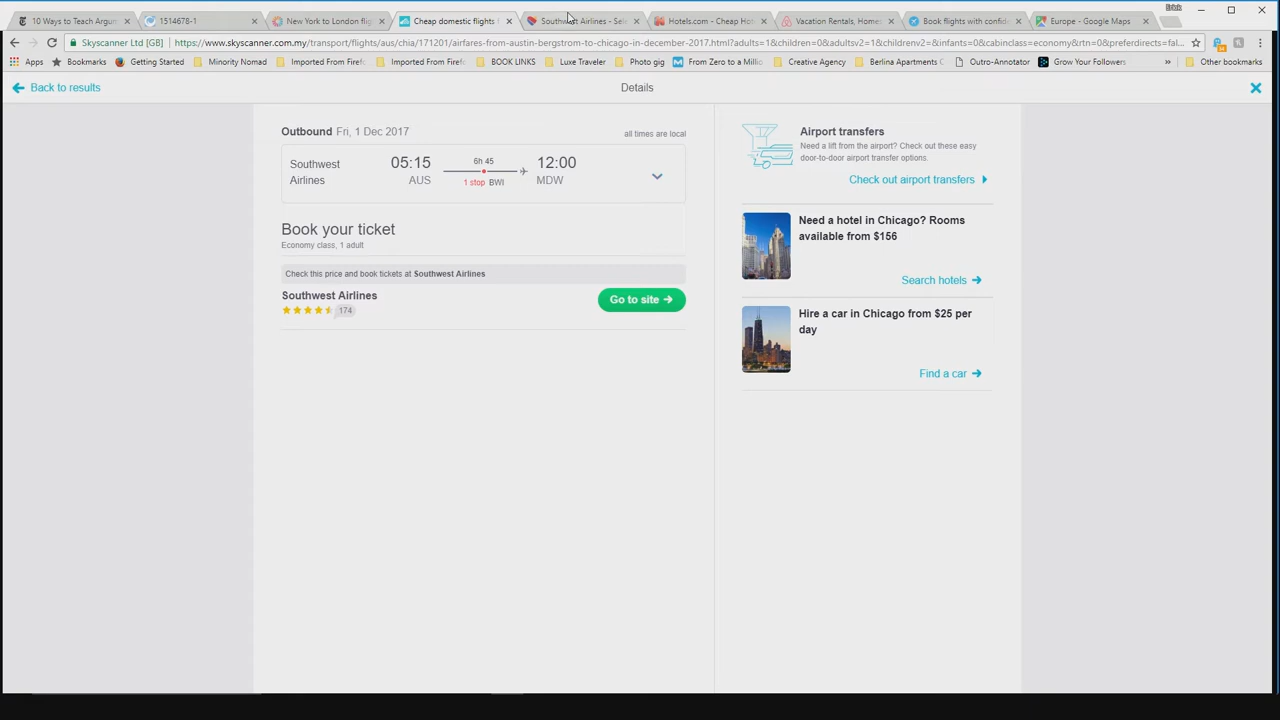 Brink
10 Ways to Teach Argum
1514678-1
New York to London flig
Cheap domestic flights f
Southwest Airlines - Sele
Hotels.com - Cheap Hot
Vacation Rentals, Homes
Book flights with confid
Europe - Google Maps
Skyscanner Ltd [GB] https://www.skyscanner.com.my/transport/flights/aus/chia/171201/airfares-from-austin-bergstrom-to-chicago-in-december-2017.html?adults=1&children=0&adultsv2=1&childrenv2=&infants=0&cabinclass=economy&rtn=0&preferdirects=fal...
Apps Bookmarks Getting Started Minority Nomad Imported From Firef Imported From Firef BOOK LINKS Luxe Traveler Photo gig From Zero to a Millio Creative Agency Berlina Apartments C Outro-Annotator Grow Your Followers » Other bookmarks
Back to results
Details
Outbound Fri, 1 Dec 2017
all times are local
Southwest Airlines
05:15
AUS
6h 45
1 stop BWI
12:00
MDW
Book your ticket
Economy class, 1 adult
Check this price and book tickets at Southwest Airlines
Southwest Airlines
174
Go to site
Airport transfers
Need a lift from the airport? Check out these easy
door-to-door airport transfer options.
Check out airport transfers
Need a hotel in Chicago? Rooms
available from $156
Search hotels
Hire a car in Chicago from $25 per
day
Find a car